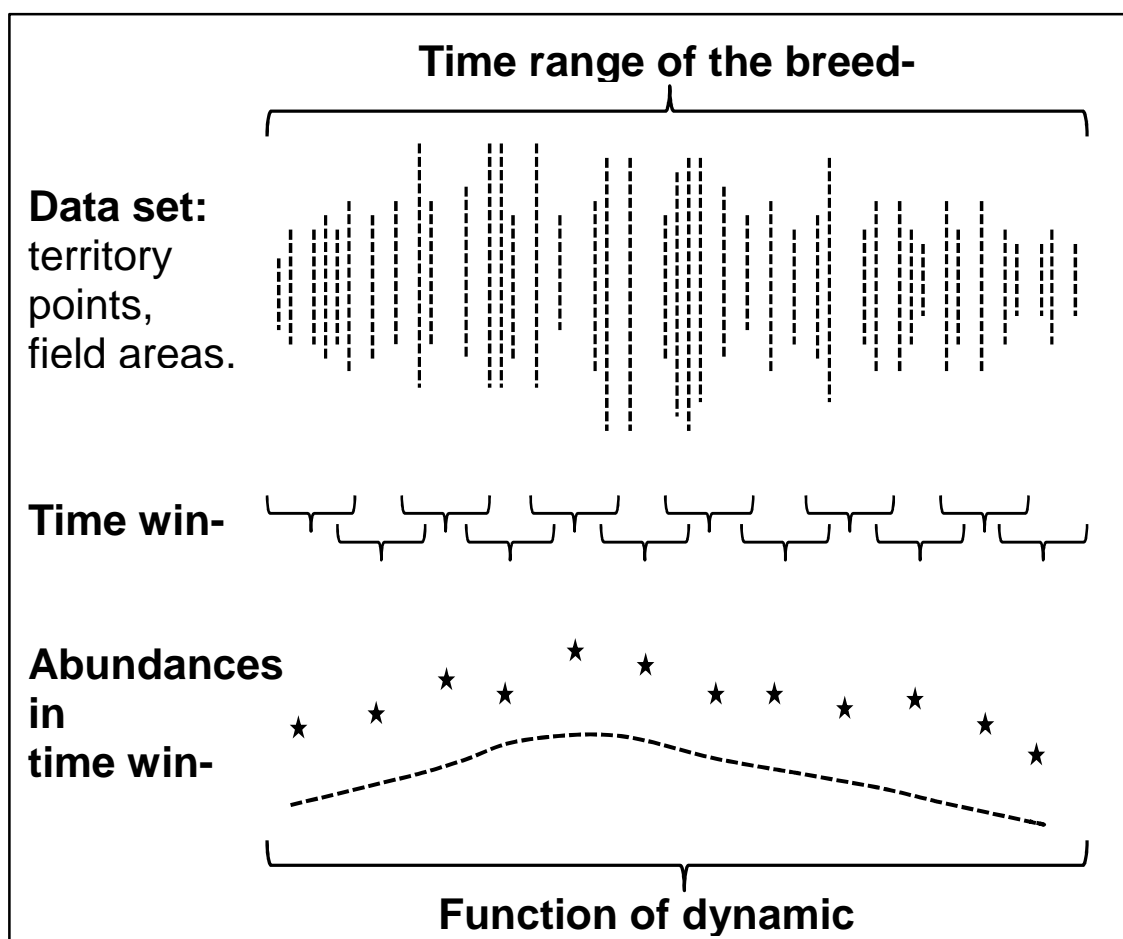 Time range of the breed-
Data set:
territory
points,
field areas.
Time win-
Abundances
in
time win-
Function of dynamic